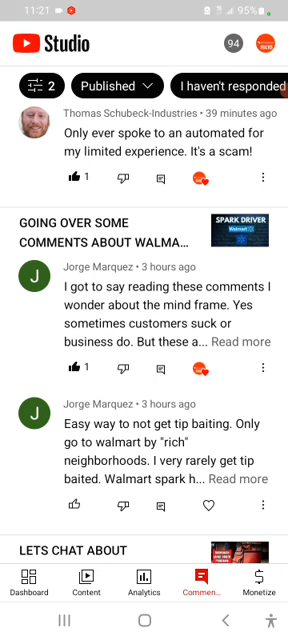 11:21
95%
Studio
94
2
Published
I haven't responded
Thomas Schubeck-Industries • 39 minutes ago
Only ever spoke to an automated for
my limited experience. It's a scam!
1
GOING OVER SOME
COMMENTS ABOUT WALMA...
SPARK DRIVER
Walmart
J
Jorge Marquez • 3 hours ago
I got to say reading these comments I
wonder about the mind frame. Yes
sometimes customers suck or
business do. But these a... Read more
1
J
Jorge Marquez • 3 hours ago
Easy way to not get tip baiting. Only
go to walmart by "rich"
neighborhoods. I very rarely get tip
baited. Walmart spark h... Read more
LETS CHAT ABOUT
Dashboard
Content
Analytics
Commen...
Monetize